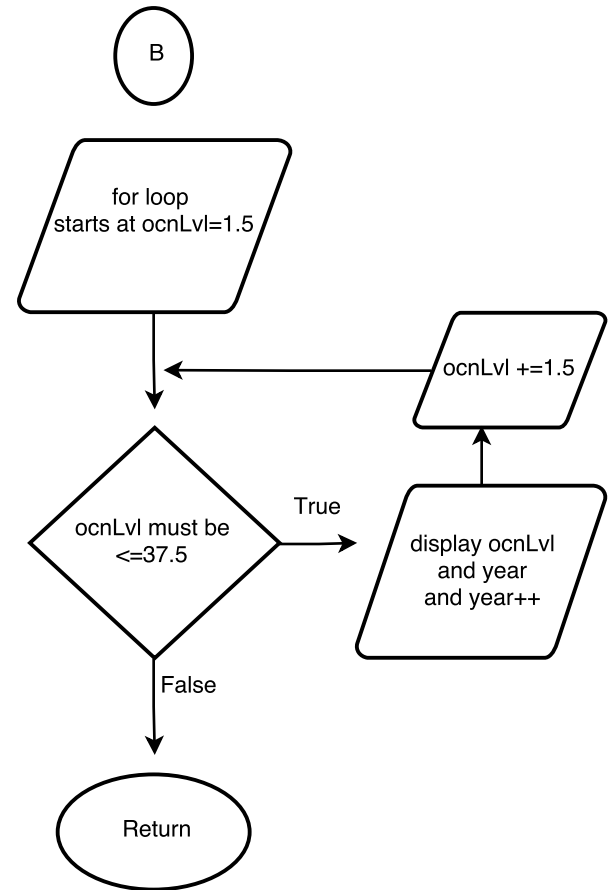 B
for loop
starts at ocnLvl=1.5
ocnLvl +=1.5
True
ocnLvl must be
<=37.5
display ocnLvl
and year
and year++
False
Return